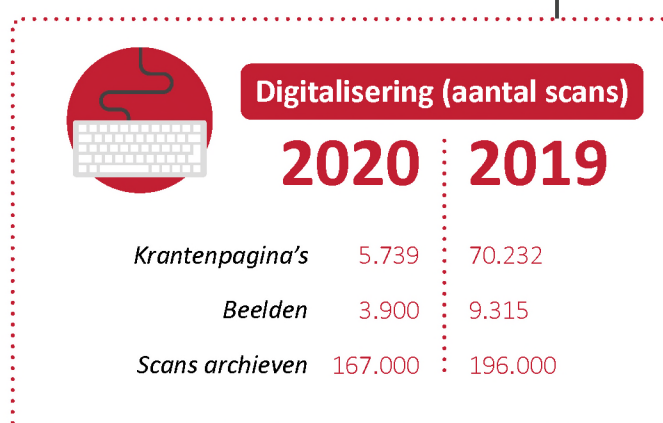 Digitalisering (aantal scans)
2020 2019
Krantenpagina's 5.739 70.232
Beelden 3.900 9.315
Scans archieven 167.000 196.000